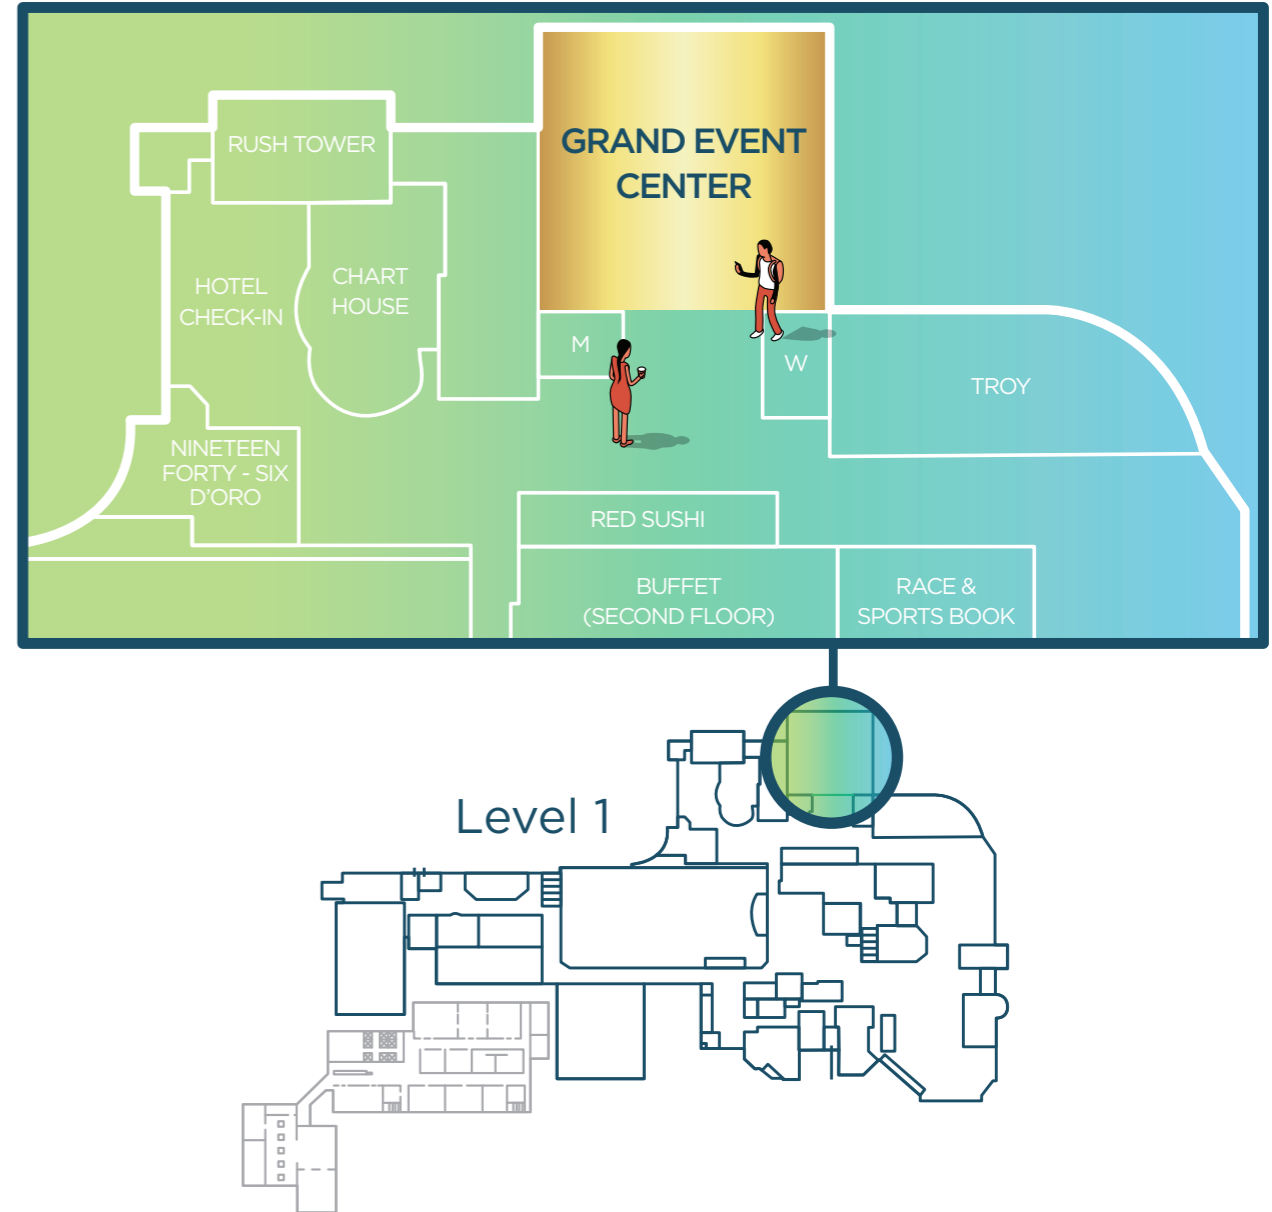 GRAND EVENT
CENTER
RUSH TOWER
HOTEL
CHECK-IN
CHART
HOUSE
M
W
TROY
NINETEEN
FORTY - SIX
D'ORO
RED SUSHI
BUFFET
(SECOND FLOOR)
RACE &
SPORTS BOOK
Level 1